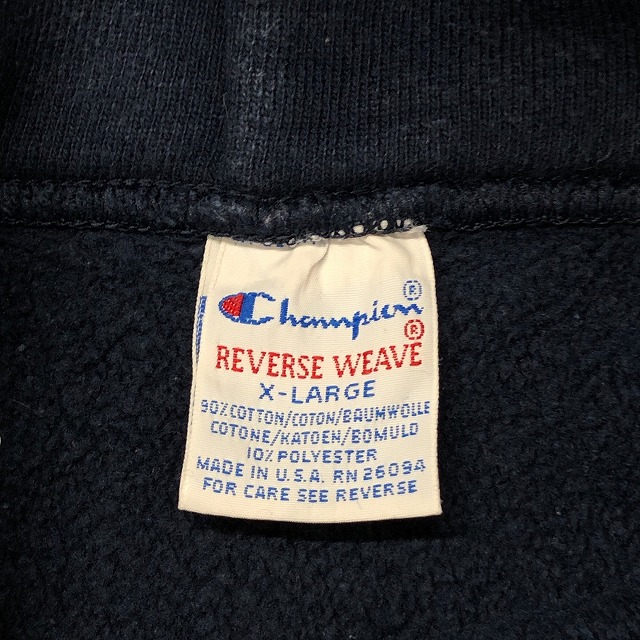 Champion®
REVERSE WEAVE®
X-LARGE
90% COTTON/COTON/BAUMWOLLE
COTONE/KATOEN/BOMULD
10% POLYESTER
MADE IN U.S.A. RN 26094
FOR CARE SEE REVERSE